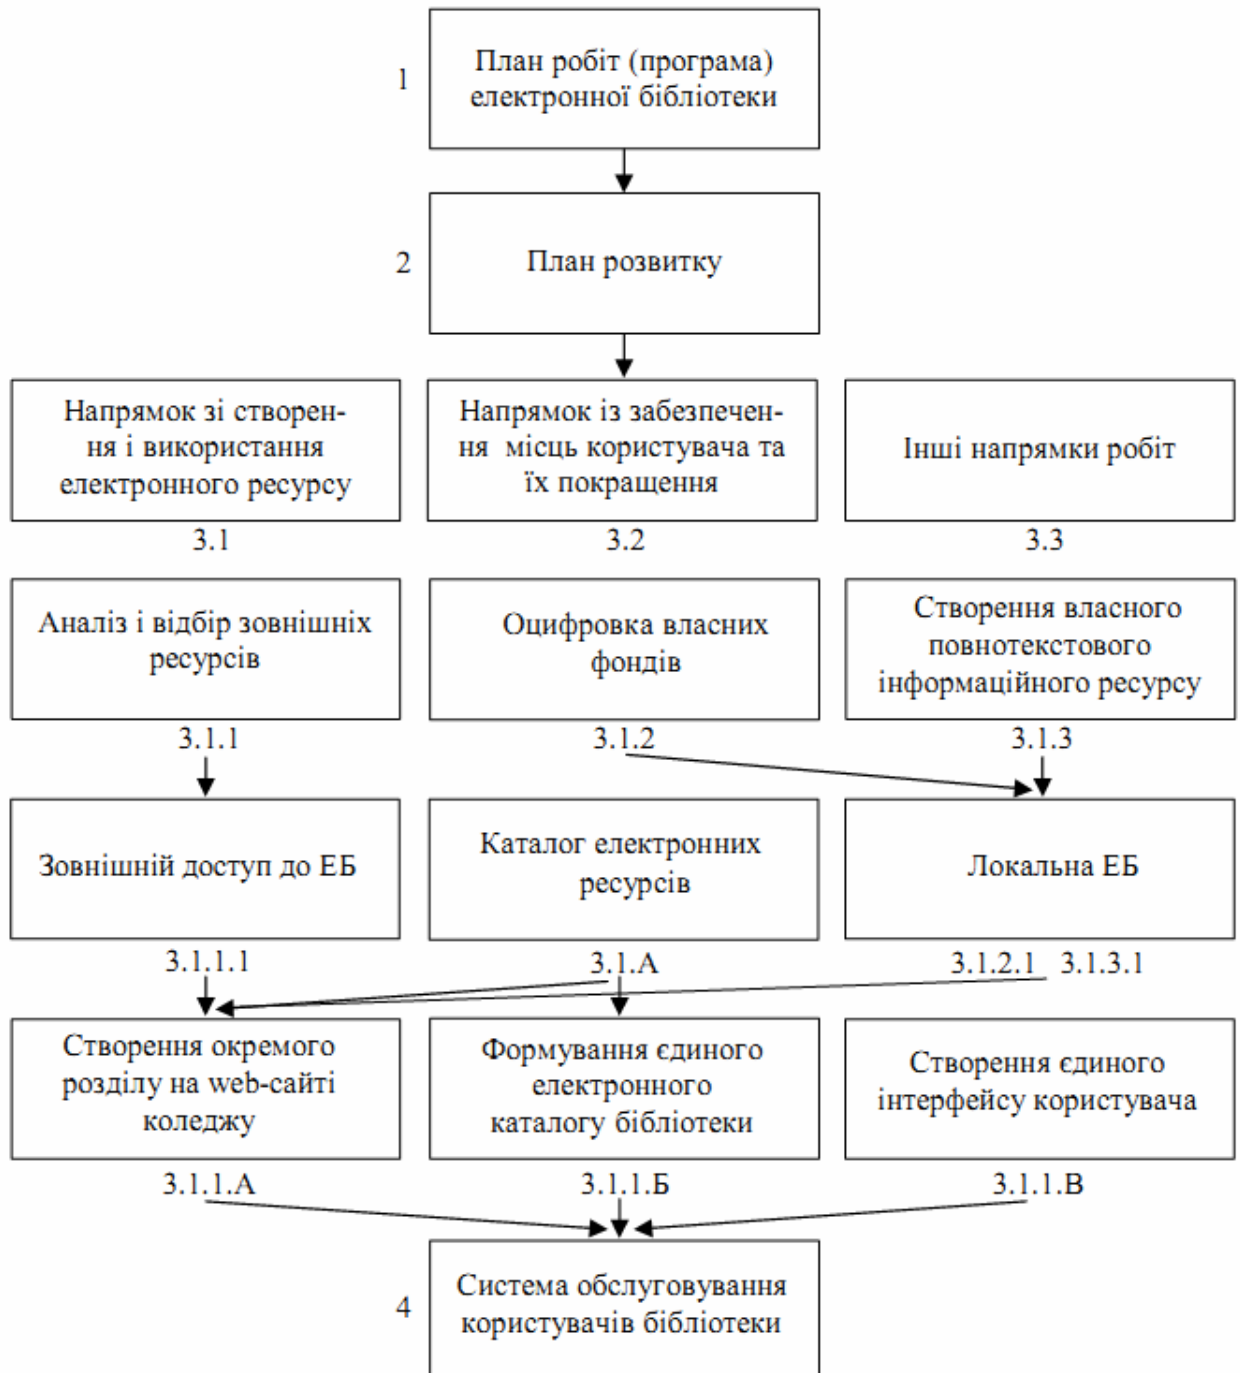 План робіт (програма)
електронної бібліотеки
1
План розвитку
2
Напрямок зі створен-
ня і використання
електронного ресурсу
3.1
Напрямок із забезпечен-
ня місць користувача та
їх покращення
3.2
Інші напрямки робіт
3.3
Аналіз і відбір зовнішніх
ресурсів
3.1.1
Оцифровка власних
фондів
3.1.2
Створення власного
повнотекстового
інформаційного ресурсу
3.1.3
Зовнішній доступ до ЕБ
3.1.1.1
Каталог електронних
ресурсів
3.1.А
Локальна ЕБ
3.1.2.1 3.1.3.1
Створення окремого
розділу на web-сайті
коледжу
3.1.1.А
Формування єдиного
електронного
каталогу бібліотеки
3.1.1.Б
Створення єдиного
інтерфейсу користувача
3.1.1.В
4
Система обслуговування
користувачів бібліотеки